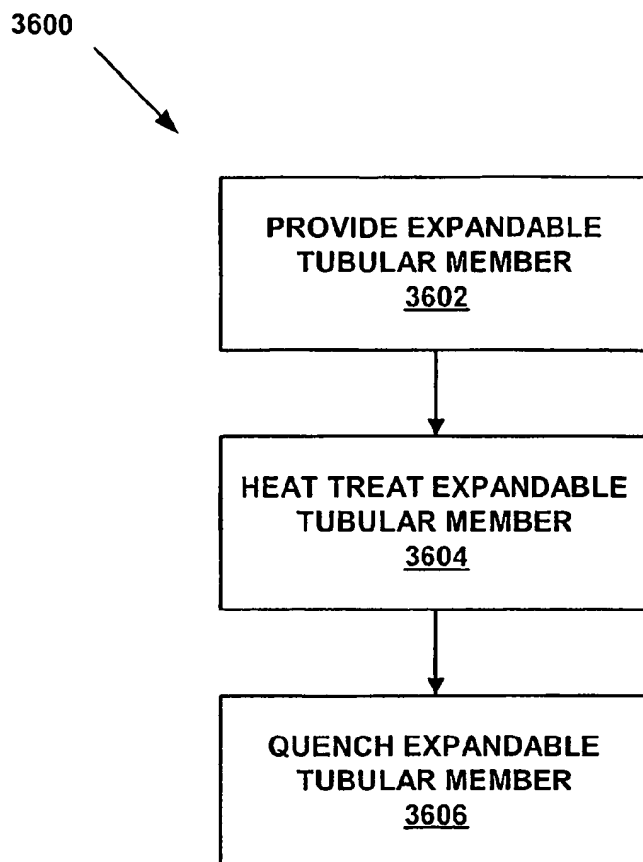 3600
PROVIDE EXPANDABLE
TUBULAR MEMBER
3602
HEAT TREAT EXPANDABLE
TUBULAR MEMBER
3604
QUENCH EXPANDABLE
TUBULAR MEMBER
3606